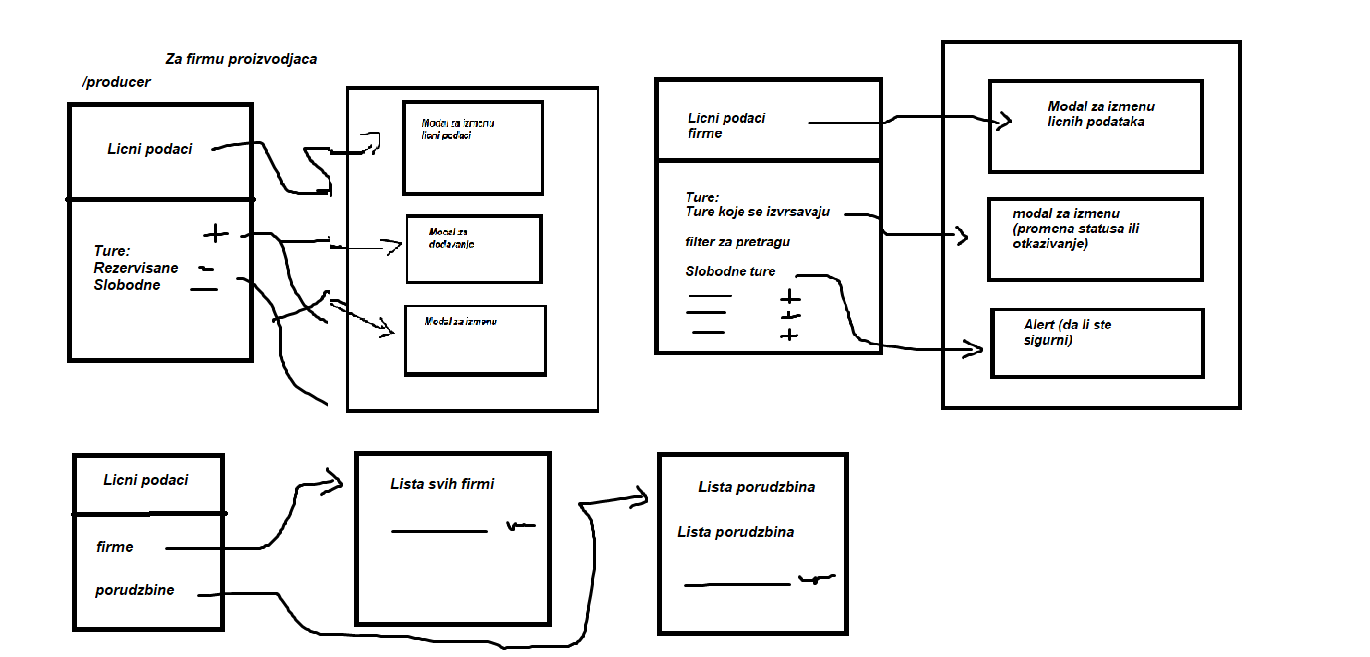 Za firmu proizvodjaca
/producer
Licni podaci
Ture:
Rezervisane
Slobodne
Modal za izmenu
licni podaci
Modal za
dodavanje
Modal za izmenu
Licni podaci
firme
Ture:
Ture koje se izvrsavaju
filter za pretragu
Slobodne ture
Modal za izmenu
licnih podataka
modal za izmenu
(promena statusa ili
otkazivanje)
Alert (da li ste
sigurni)
Licni podaci
firme
porudzbine
Lista svih firmi
Lista porudzbina
Lista porudzbina